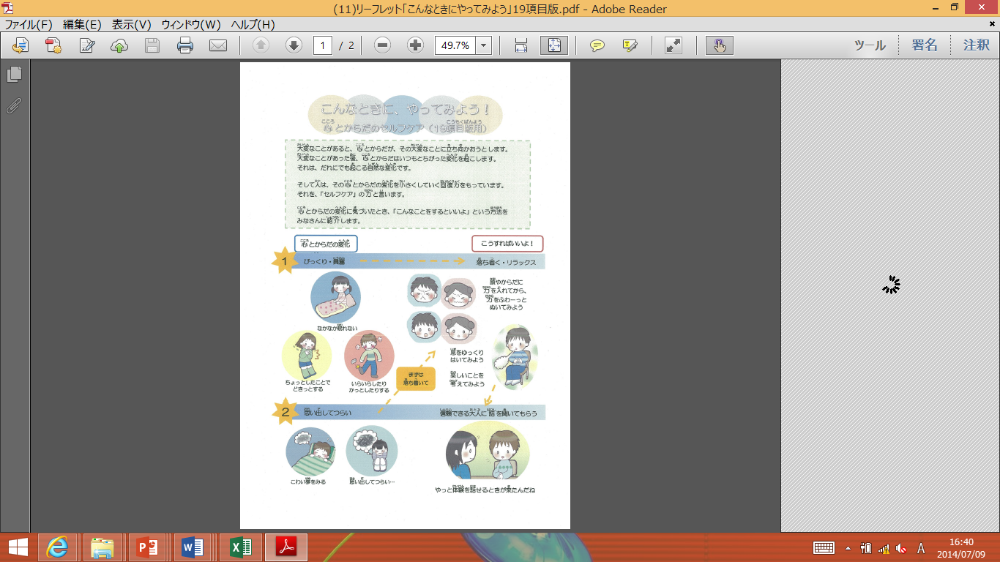 (11)リーフレット「こんなときにやってみよう」19項目版.pdf - Adobe Reader
ファイル(F) 編集(E) 表示(V) ウィンドウ(W) ヘルプ(H)
1 / 2 49.7% ツール 署名 注釈
こんなときに、やってみよう！
心とからだのセルフケア（19項目版用）
大変なことがあると、心とからだが、その大変なことに立ち向かおうとします。
大変なことがあった後、心とからだはいつもとちがった変化を起こします。
それは、だれにでも起こる自然な変化です。
そして人は、その心とからだの変化を小さくしていく回復力をもっています。
それを、「セルフケア」の力と言います。
心とからだの変化に気づいたとき、「こんなことをするといいよ」という方法を
みなさんに紹介します。
心とからだの変化
こうすればいいよ！
1 びっくり・興奮 落ち着く・リラックス
顔やからだに
力を入れてから、
力をふわーっと
ぬいてみよう
なかなか眠れない
息をゆっくり
はいてみよう
楽しいことを
考えてみよう
まずは
落ち着いて
ちょっとしたことで
どきっとする
いらいらしたり
かっとしたりする
2 思い出してつらい 信頼できる大人に話を聞いてもらう
こわい夢をみる
思い出してつらい…
やっと体験を話せるときが来たんだね
A
16:40
2014/07/09